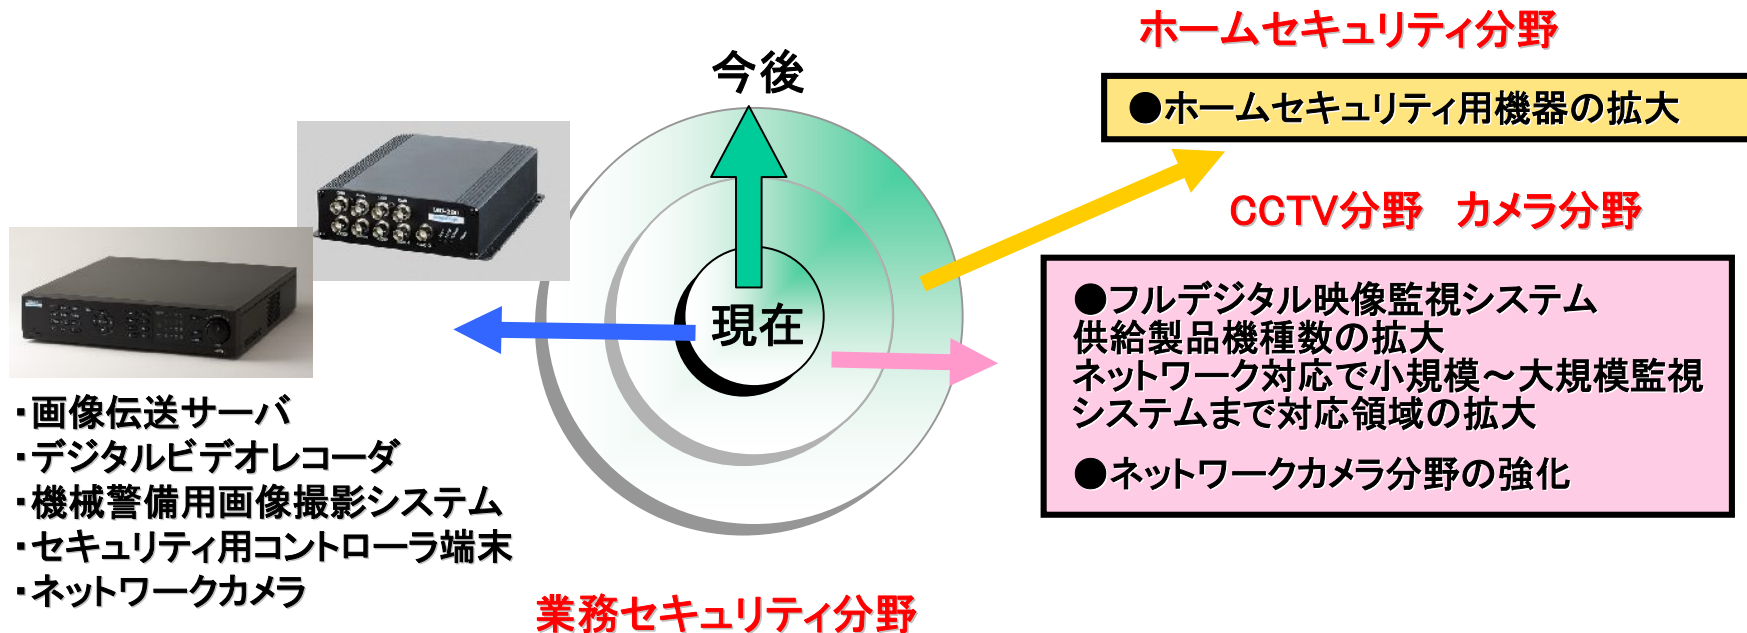 ホームセキュリティ分野
今後
●ホームセキュリティ用機器の拡大
CCTV分野　カメラ分野
現在
●フルデジタル映像監視システム
供給製品機種数の拡大
ネットワーク対応で小規模～大規模監視
システムまで対応領域の拡大
●ネットワークカメラ分野の強化
・画像伝送サーバ
・デジタルビデオレコーダ
・機械警備用画像撮影システム
・セキュリティ用コントローラ端末
・ネットワークカメラ
業務セキュリティ分野